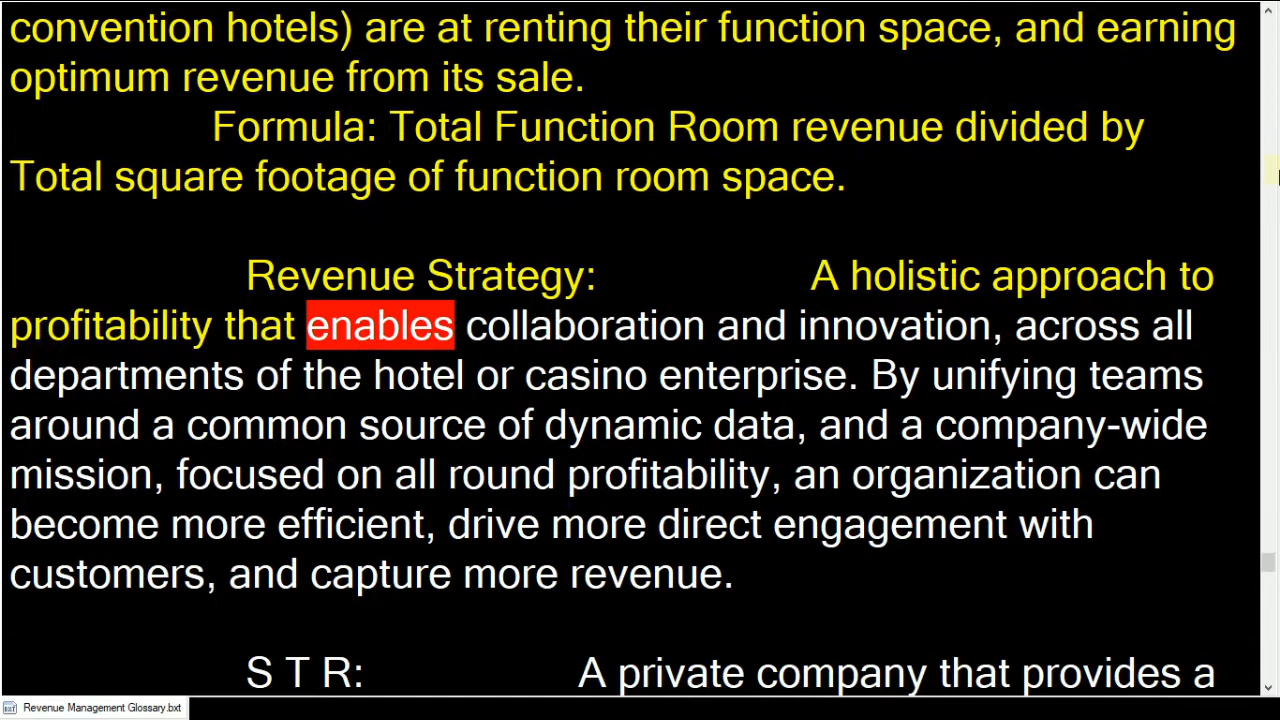 convention hotels) are at renting their function space, and earning
optimum revenue from its sale.
Formula: Total Function Room revenue divided by
Total square footage of function room space.
Revenue Strategy: A holistic approach to
profitability that enables collaboration and innovation, across all
departments of the hotel or casino enterprise. By unifying teams
around a common source of dynamic data, and a company-wide
mission, focused on all round profitability, an organization can
become more efficient, drive more direct engagement with
customers, and capture more revenue.
S T R: A private company that provides a
Revenue Management Glossary.bxt